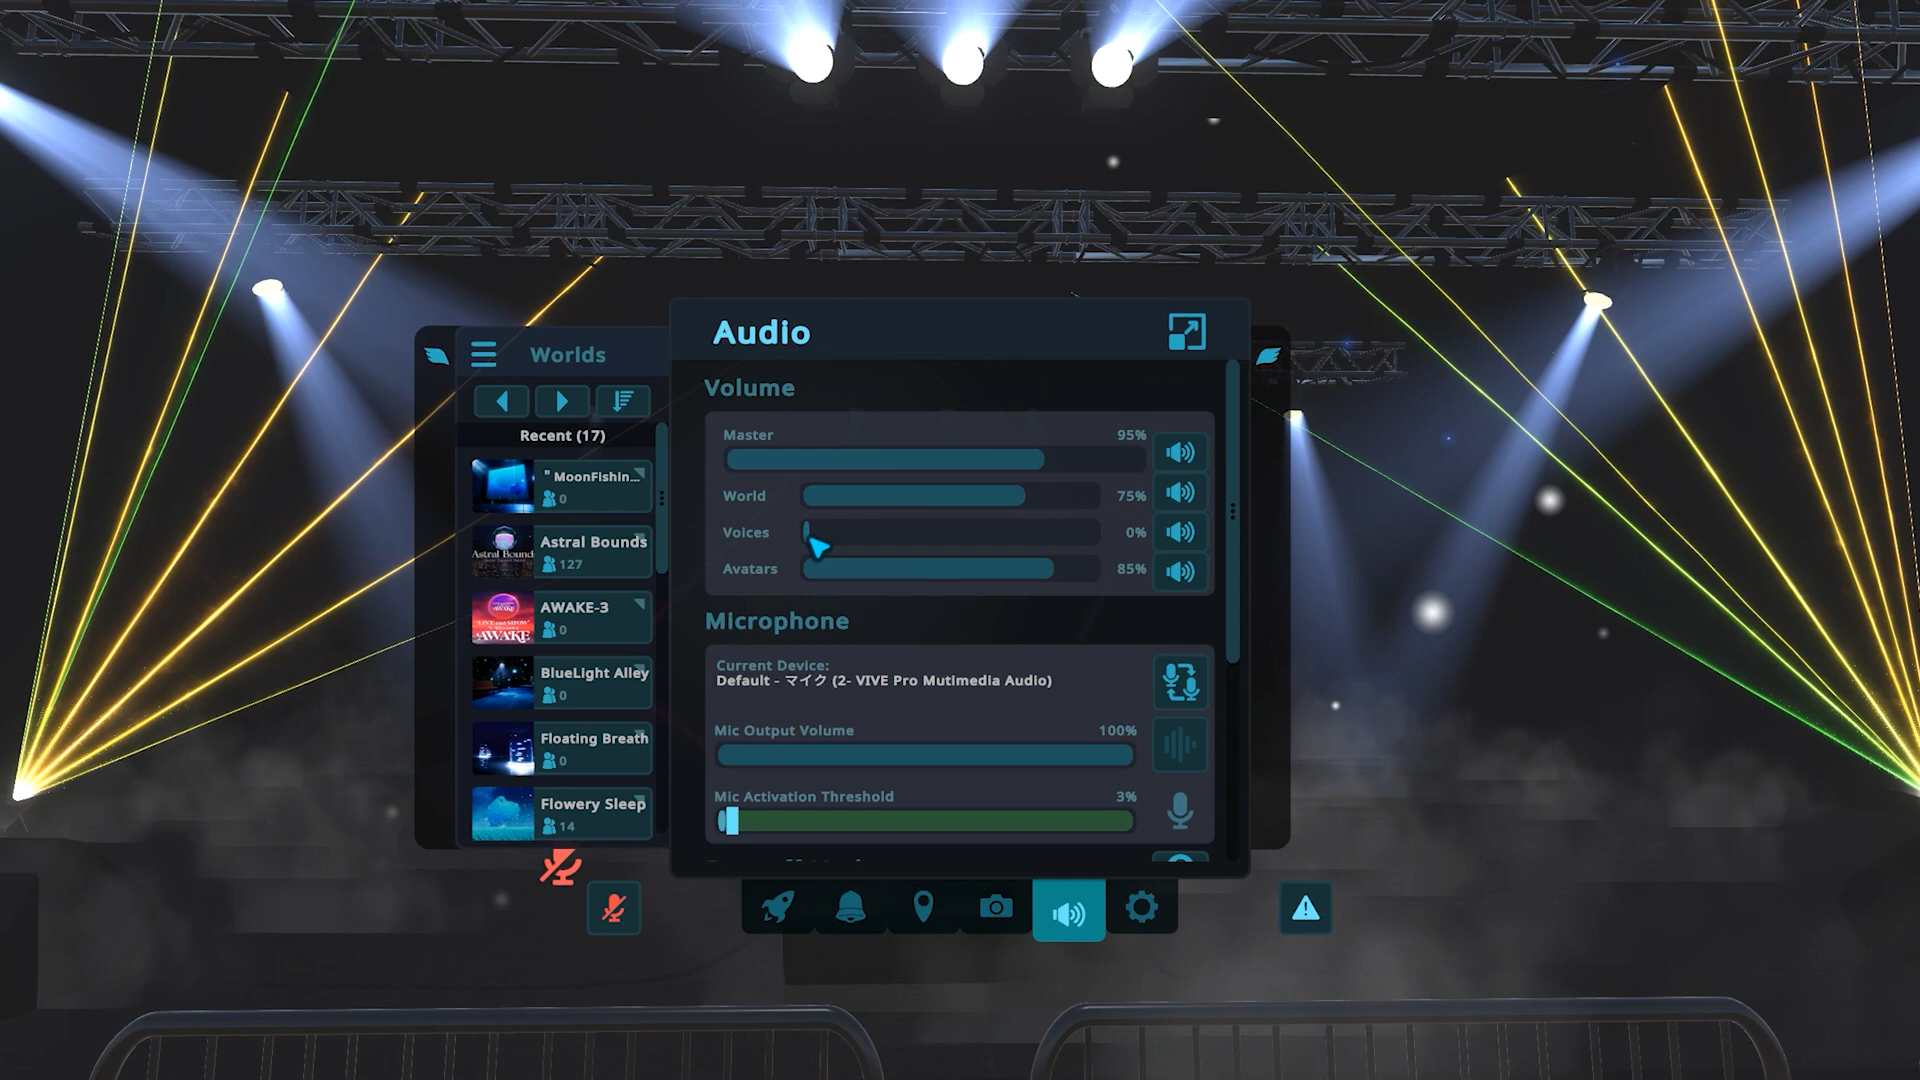 Audio
Worlds
Recent (17)
" MoonFishin...
0
Astral Bounds
127
AWAKE-3
0
AWAKE
BlueLight Alley
0
Floating Breath
0
Flowery Sleep
14
Volume
Master 95%
World 75%
Voices 0%
Avatars 85%
Microphone
Current Device:
Default - マイク (2- VIVE Pro Mutimedia Audio)
Mic Output Volume 100%
Mic Activation Threshold 3%